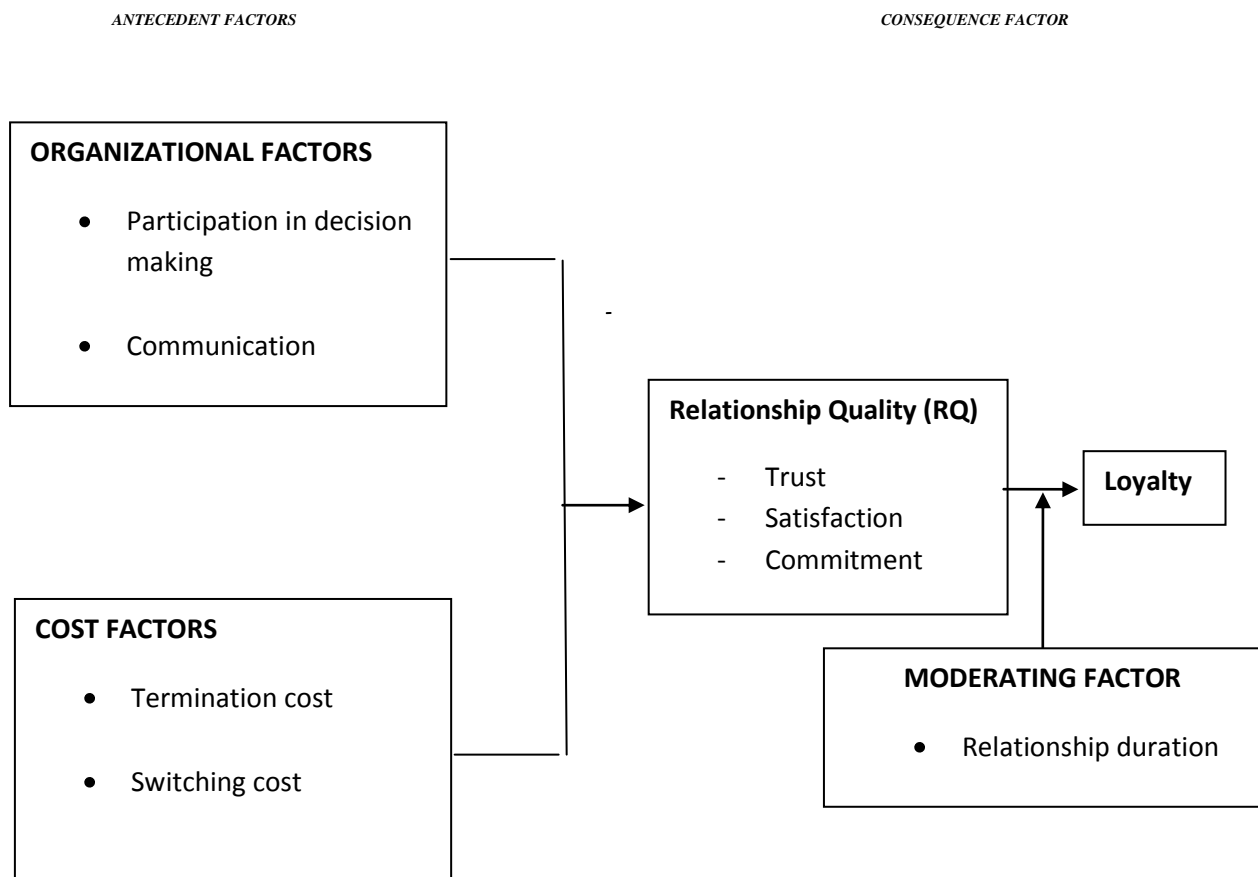 ANTECEDENT FACTORS
CONSEQUENCE FACTOR
ORGANIZATIONAL FACTORS
• Participation in decision
making
• Communication
-
Relationship Quality (RQ)
- Trust
- Satisfaction
- Commitment
Loyalty
COST FACTORS
• Termination cost
• Switching cost
MODERATING FACTOR
• Relationship duration